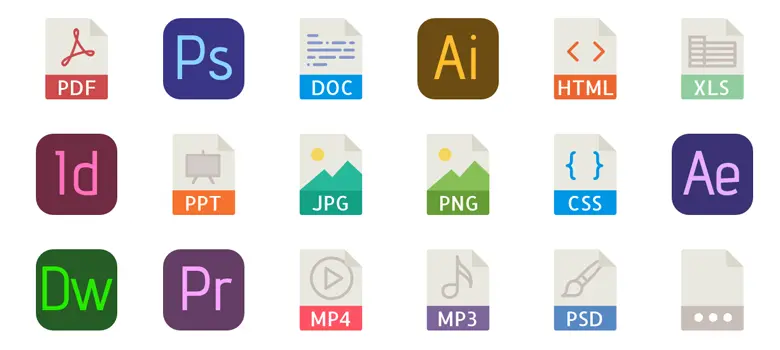 PDF
Ps
DOC
Ai
HTML
XLS
Id
PPT
JPG
PNG
CSS
Ae
Dw
Pr
MP4
MP3
PSD